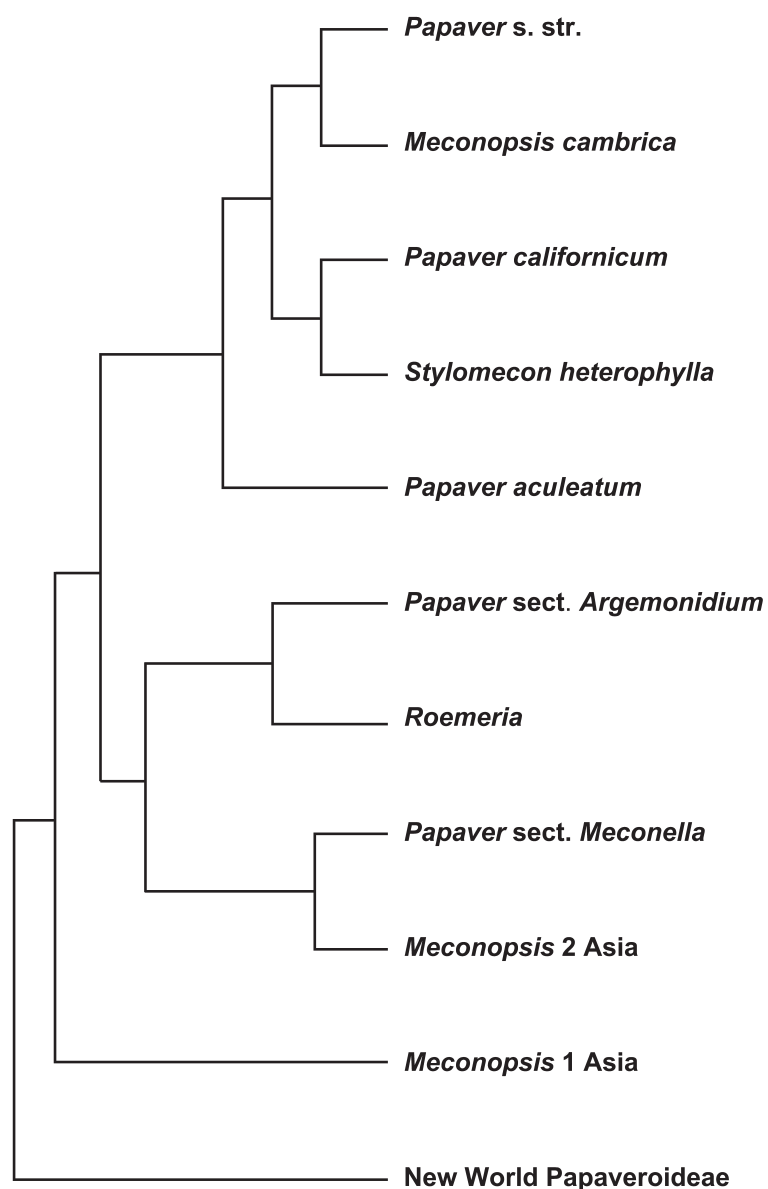 Papaver s. str.
Meconopsis cambrica
Papaver californicum
Stylomecon heterophylla
Papaver aculeatum
Papaver sect. Argemonidium
Roemeria
Papaver sect. Meconella
Meconopsis 2 Asia
Meconopsis 1 Asia
New World Papaveroideae